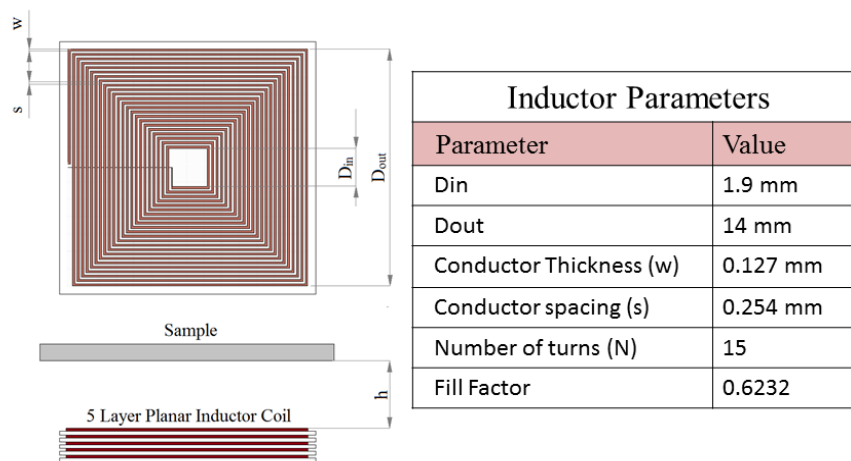 w
s
Din
Dout
Sample
h
5 Layer Planar Inductor Coil
Inductor Parameters
Parameter Value
Din 1.9 mm
Dout 14 mm
Conductor Thickness (w) 0.127 mm
Conductor spacing (s) 0.254 mm
Number of turns (N) 15
Fill Factor 0.6232